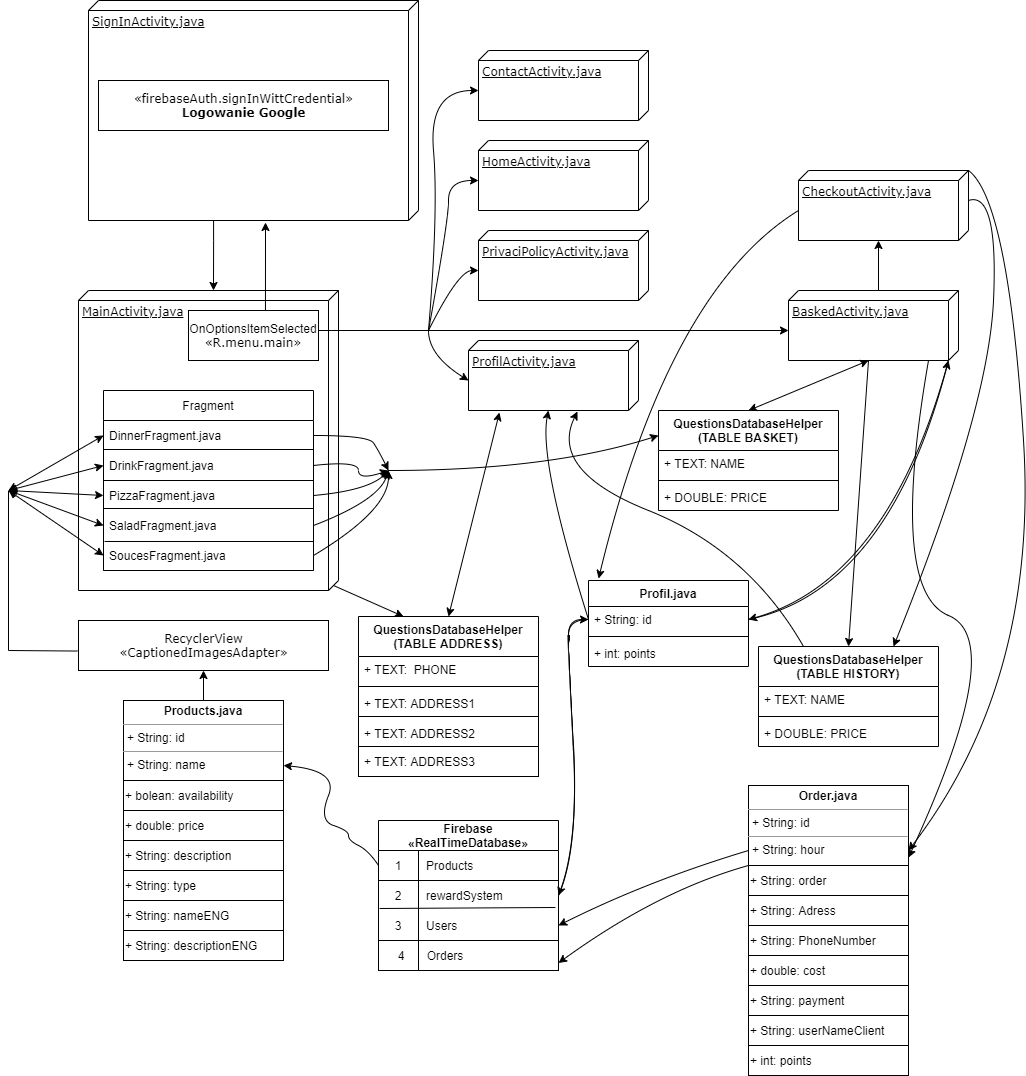 SignInActivity.java
«firebaseAuth.signInWittCredential»
Logowanie Google
ContactActivity.java
HomeActivity.java
PrivaciPolicyActivity.java
CheckoutActivity.java
MainActivity.java
OnOptionsItemSelected
«R.menu.main»
BaskedActivity.java
ProfilActivity.java
Fragment
DinnerFragment.java
DrinkFragment.java
PizzaFragment.java
SaladFragment.java
SoucesFragment.java
QuestionsDatabaseHelper
(TABLE BASKET)
+ TEXT: NAME
+ DOUBLE: PRICE
Profil.java
+ String: id
+ int: points
RecyclerView
«CaptionedImagesAdapter»
QuestionsDatabaseHelper
(TABLE ADDRESS)
+ TEXT: PHONE
+ TEXT: ADDRESS1
+ TEXT: ADDRESS2
+ TEXT: ADDRESS3
QuestionsDatabaseHelper
(TABLE HISTORY)
+ TEXT: NAME
+ DOUBLE: PRICE
Products.java
+ String: id
+ String: name
+ bolean: availability
+ double: price
+ String: description
+ String: type
+ String: nameENG
+ String: descriptionENG
Firebase
«RealTimeDatabase»
1 Products
2 rewardSystem
3 Users
4 Orders
Order.java
+ String: id
+ String: hour
+ String: order
+ String: Adress
+ String: PhoneNumber
+ double: cost
+ String: payment
+ String: userNameClient
+ int: points